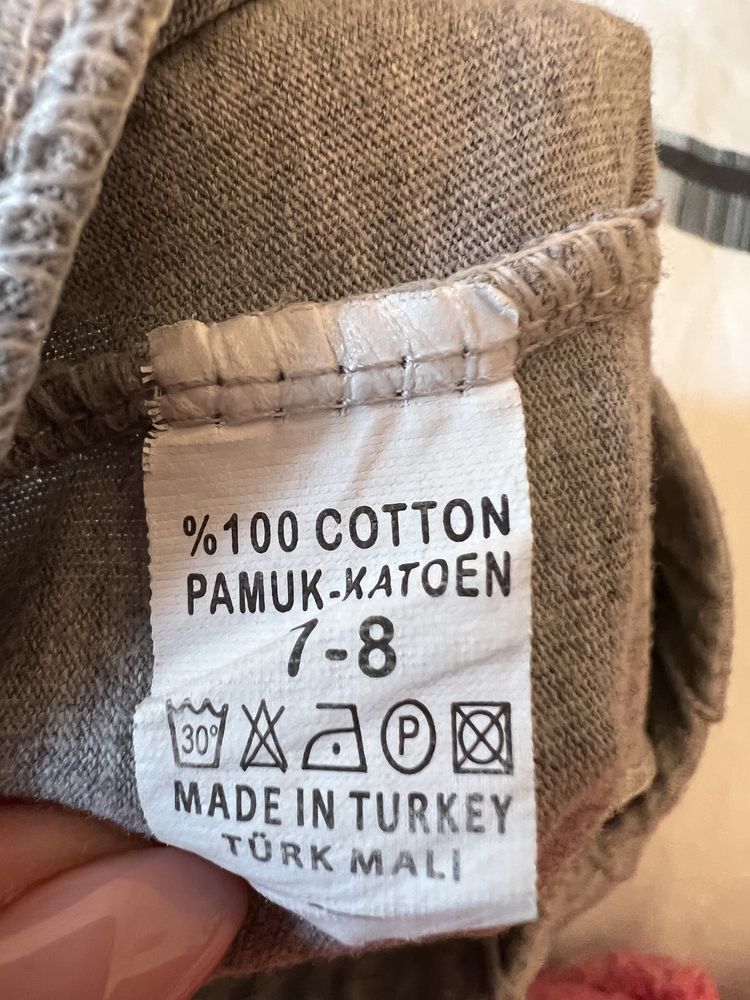 %100 COTTON
PAMUK-KATOEN
7-8
30°
P
MADE IN TURKEY
TÜRK MALI